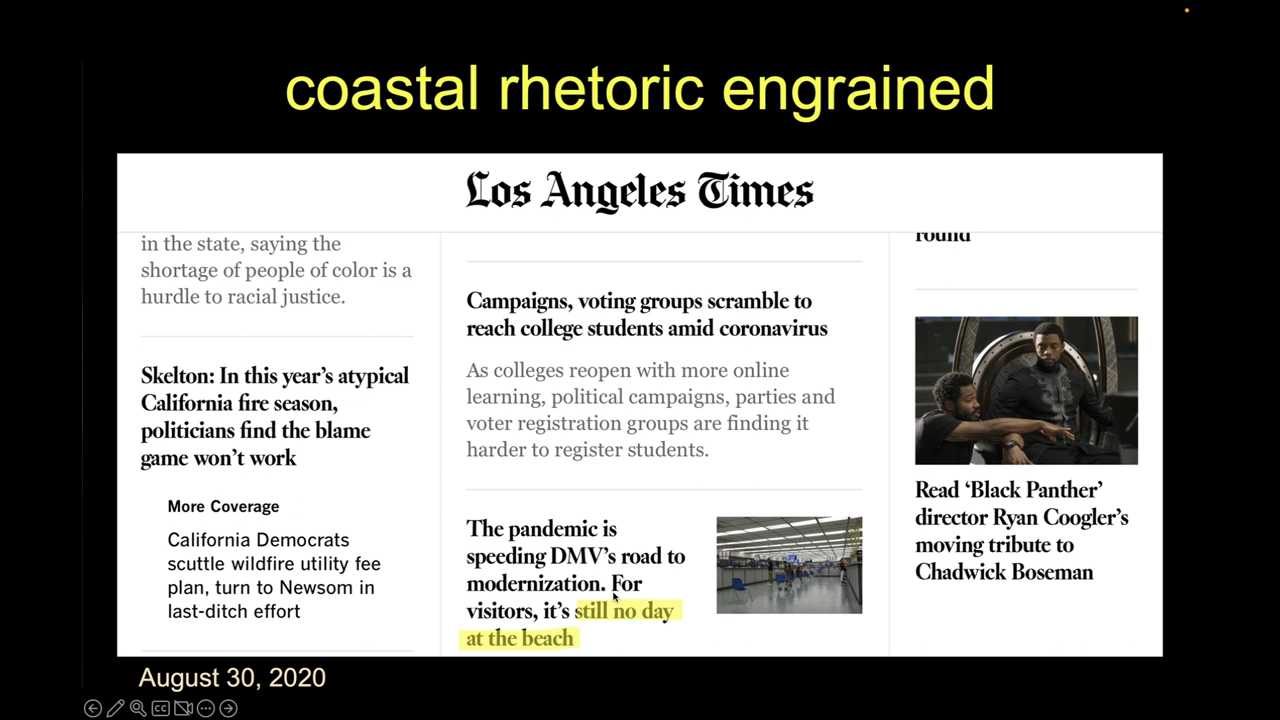 coastal rhetoric engrained
Los Angeles Times
in the state, saying the
shortage of people of color is a
hurdle to racial justice.
Skelton: In this year’s atypical
California fire season,
politicians find the blame
game won’t work
More Coverage
California Democrats
scuttle wildfire utility fee
plan, turn to Newsom in
last-ditch effort
Campaigns, voting groups scramble to
reach college students amid coronavirus
As colleges reopen with more online
learning, political campaigns, parties and
voter registration groups are finding it
harder to register students.
The pandemic is
speeding DMV’s road to
modernization. For
visitors, it’s still no day
at the beach
round
Read ‘Black Panther’
director Ryan Coogler’s
moving tribute to
Chadwick Boseman
August 30, 2020
CC